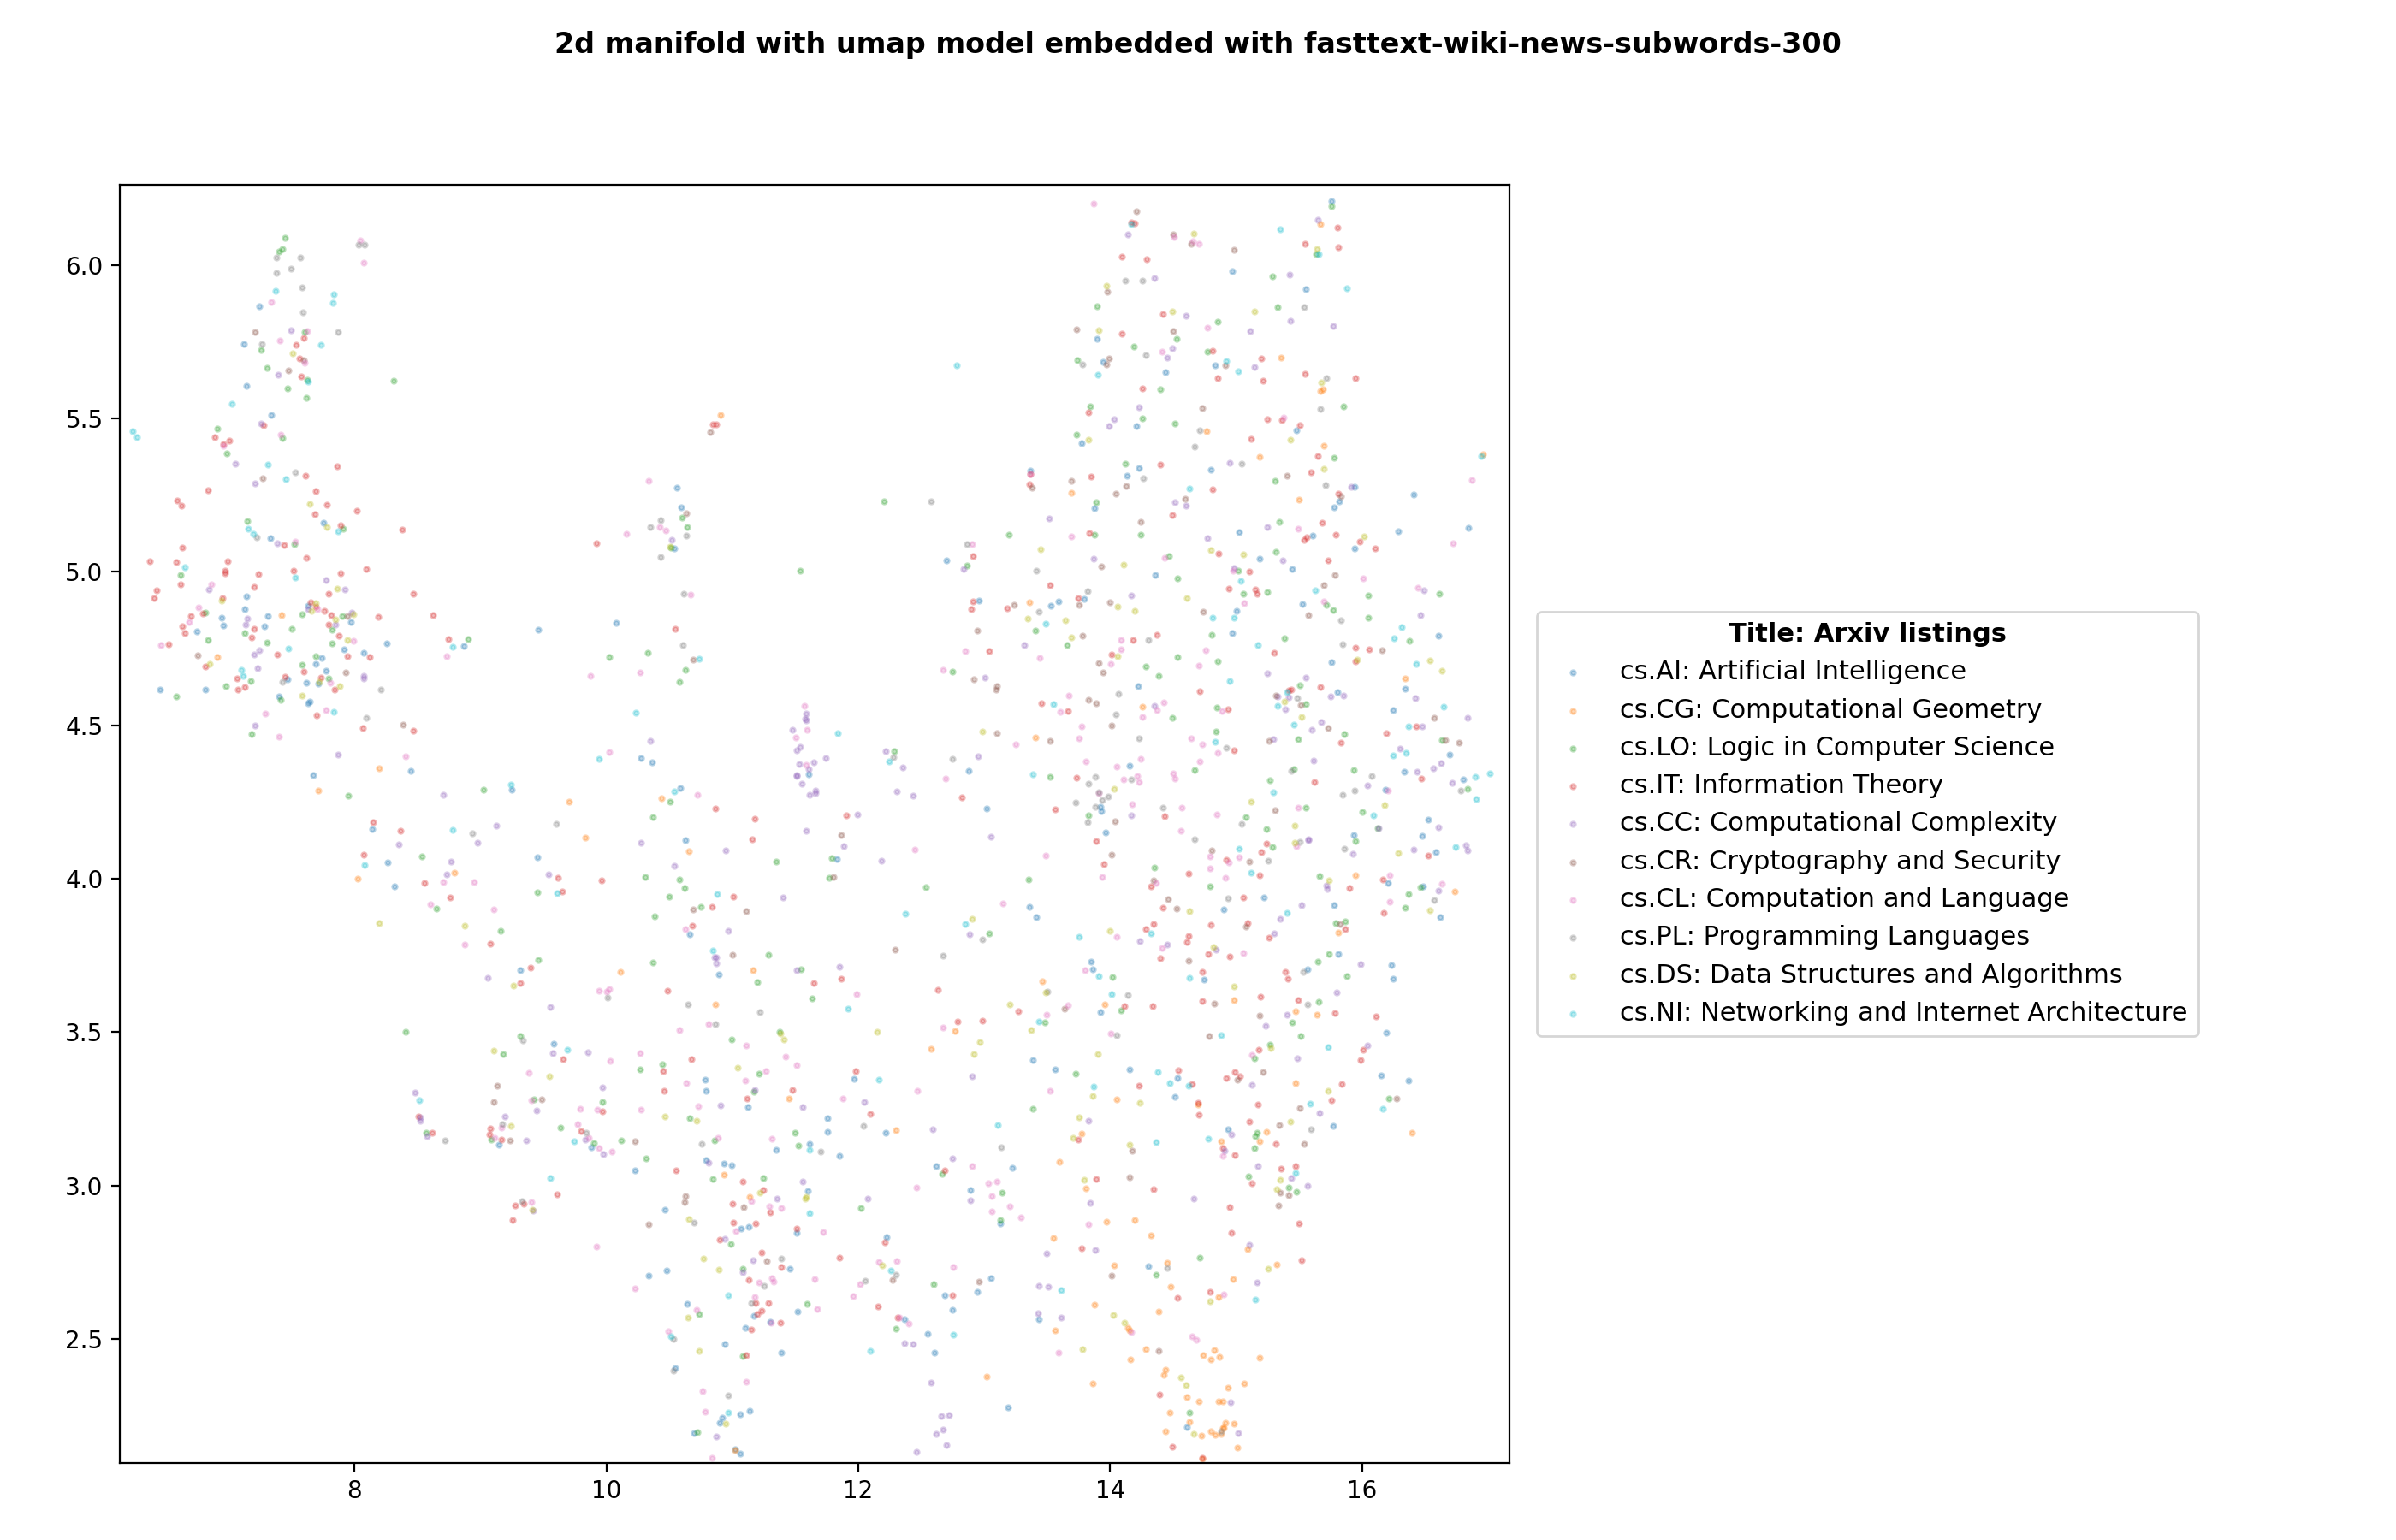 2d manifold with umap model embedded with fasttext-wiki-news-subwords-300
6.0
5.5
5.0
4.5
4.0
3.5
3.0
2.5
8
10
12
14
16
Title: Arxiv listings
cs.AI: Artificial Intelligence
cs.CG: Computational Geometry
cs.LO: Logic in Computer Science
cs.IT: Information Theory
cs.CC: Computational Complexity
cs.CR: Cryptography and Security
cs.CL: Computation and Language
cs.PL: Programming Languages
cs.DS: Data Structures and Algorithms
cs.NI: Networking and Internet Architecture